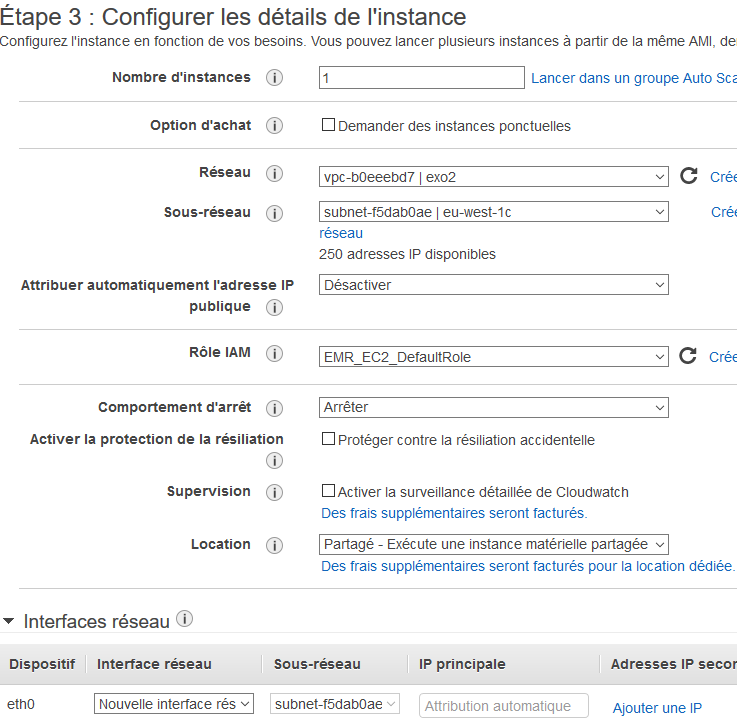 Étape 3 : Configurer les détails de l'instance
Configurez l'instance en fonction de vos besoins. Vous pouvez lancer plusieurs instances à partir de la même AMI,
Nombre d'instances i 1 Lancer dans un groupe Auto Sca
Option d'achat i Demander des instances ponctuelles
Réseau i vpc-b0eeebd7 | exo2 Crée
Sous-réseau i subnet-f5dab0ae | eu-west-1c Crée
réseau
250 adresses IP disponibles
Attribuer automatiquement l'adresse IP Désactiver
publique i
Rôle IAM i EMR_EC2_DefaultRole Crée
Comportement d'arrêt i Arrêter
Activer la protection de la résiliation Protéger contre la résiliation accidentelle
i
Supervision i Activer la surveillance détaillée de Cloudwatch
Des frais supplémentaires seront facturés.
Location i Partagé - Exécute une instance matérielle partagée
Des frais supplémentaires seront facturés pour la location dédiée.
Interfaces réseau i
Dispositif Interface réseau Sous-réseau IP principale Adresses IP secon
eth0 Nouvelle interface rés subnet-f5dab0ae Attribution automatique Ajouter une IP